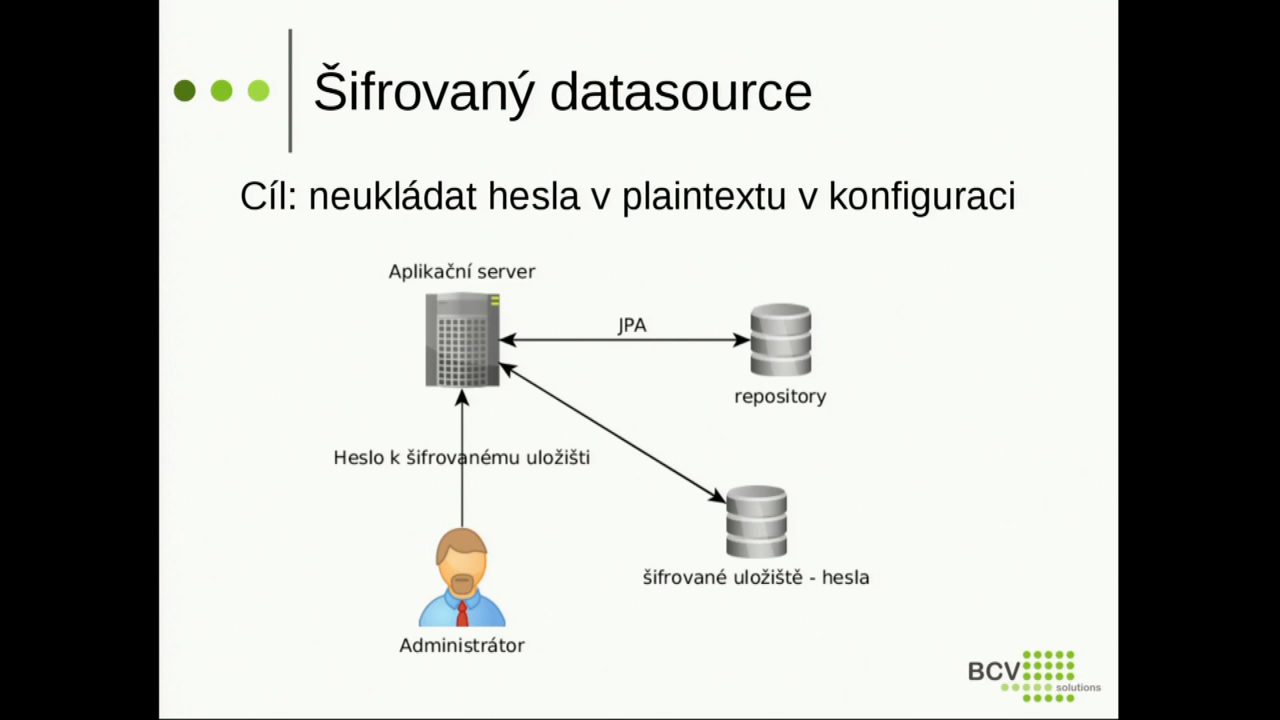 Šifrovaný datasource
Cíl: neukládat hesla v plaintextu v konfiguraci
Aplikační server
JPA
repository
Heslo k šifrovanému uložišti
šifrované uložiště - hesla
Administrátor
BCV
solutions